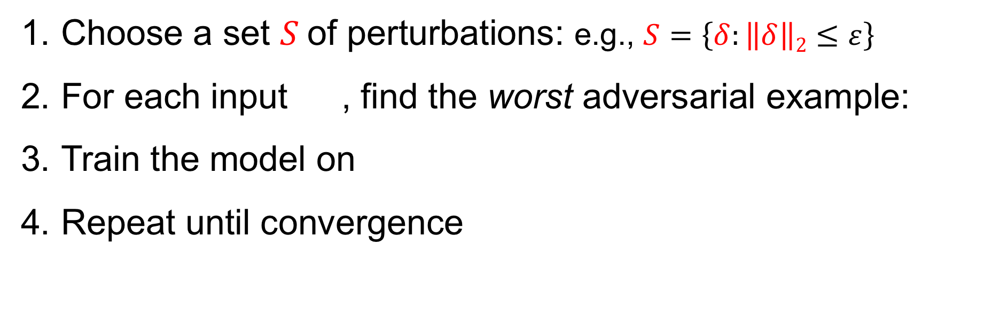 1. Choose a set S of perturbations: e.g., S = {δ: ‖δ‖₂ ≤ ε}
2. For each input , find the worst adversarial example:
3. Train the model on
4. Repeat until convergence